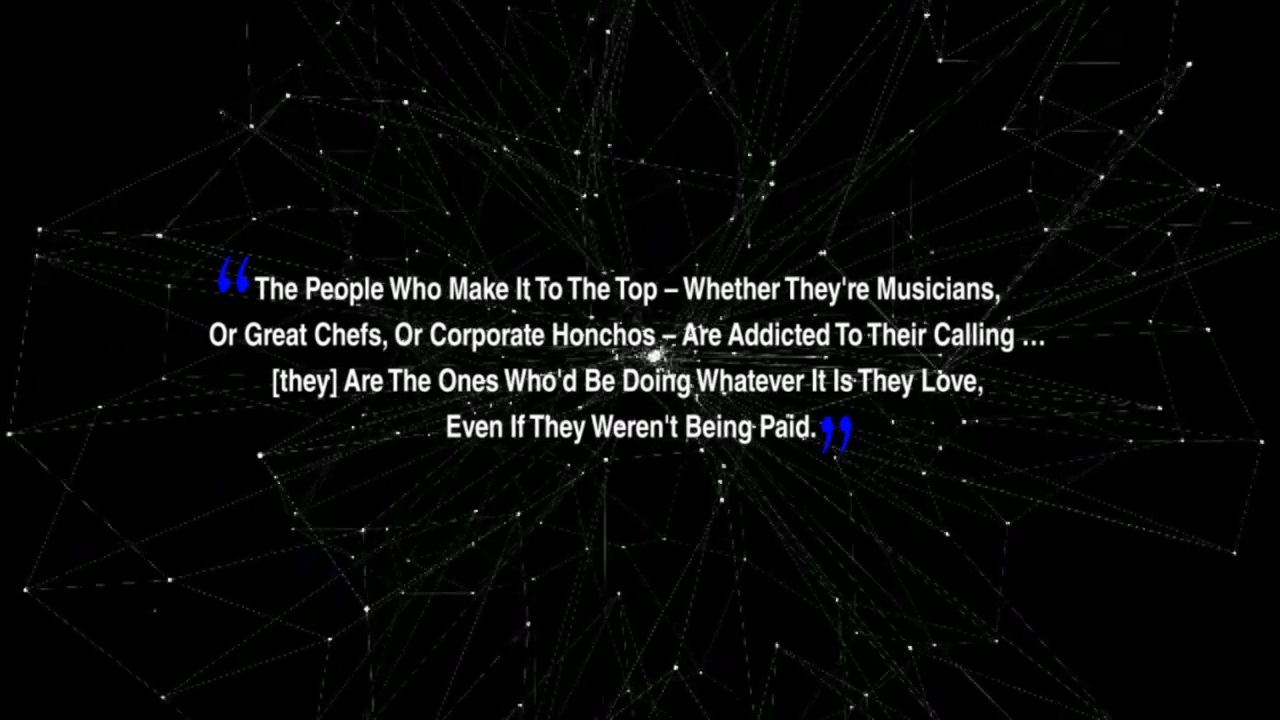 “The People Who Make It To The Top – Whether They're Musicians,
Or Great Chefs, Or Corporate Honchos – Are Addicted To Their Calling ...
[they] Are The Ones Who'd Be Doing Whatever It Is They Love,
Even If They Weren't Being Paid.”